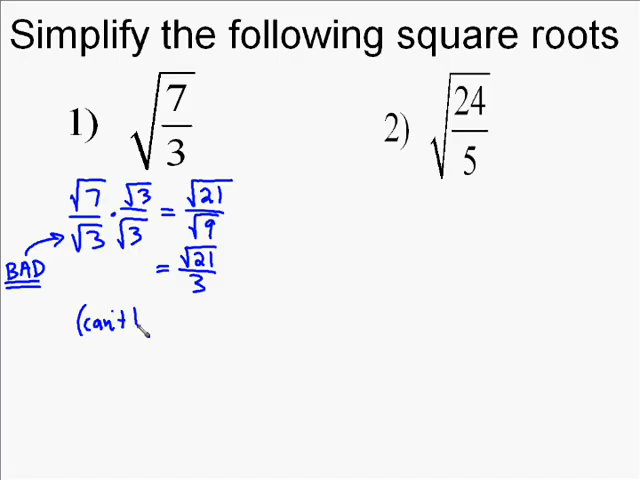 Simplify the following square roots
1) √(7/3)
2) √(24/5)
√7/√3 · √3/√3 = √21/√9
BAD
= √21/3
(can't